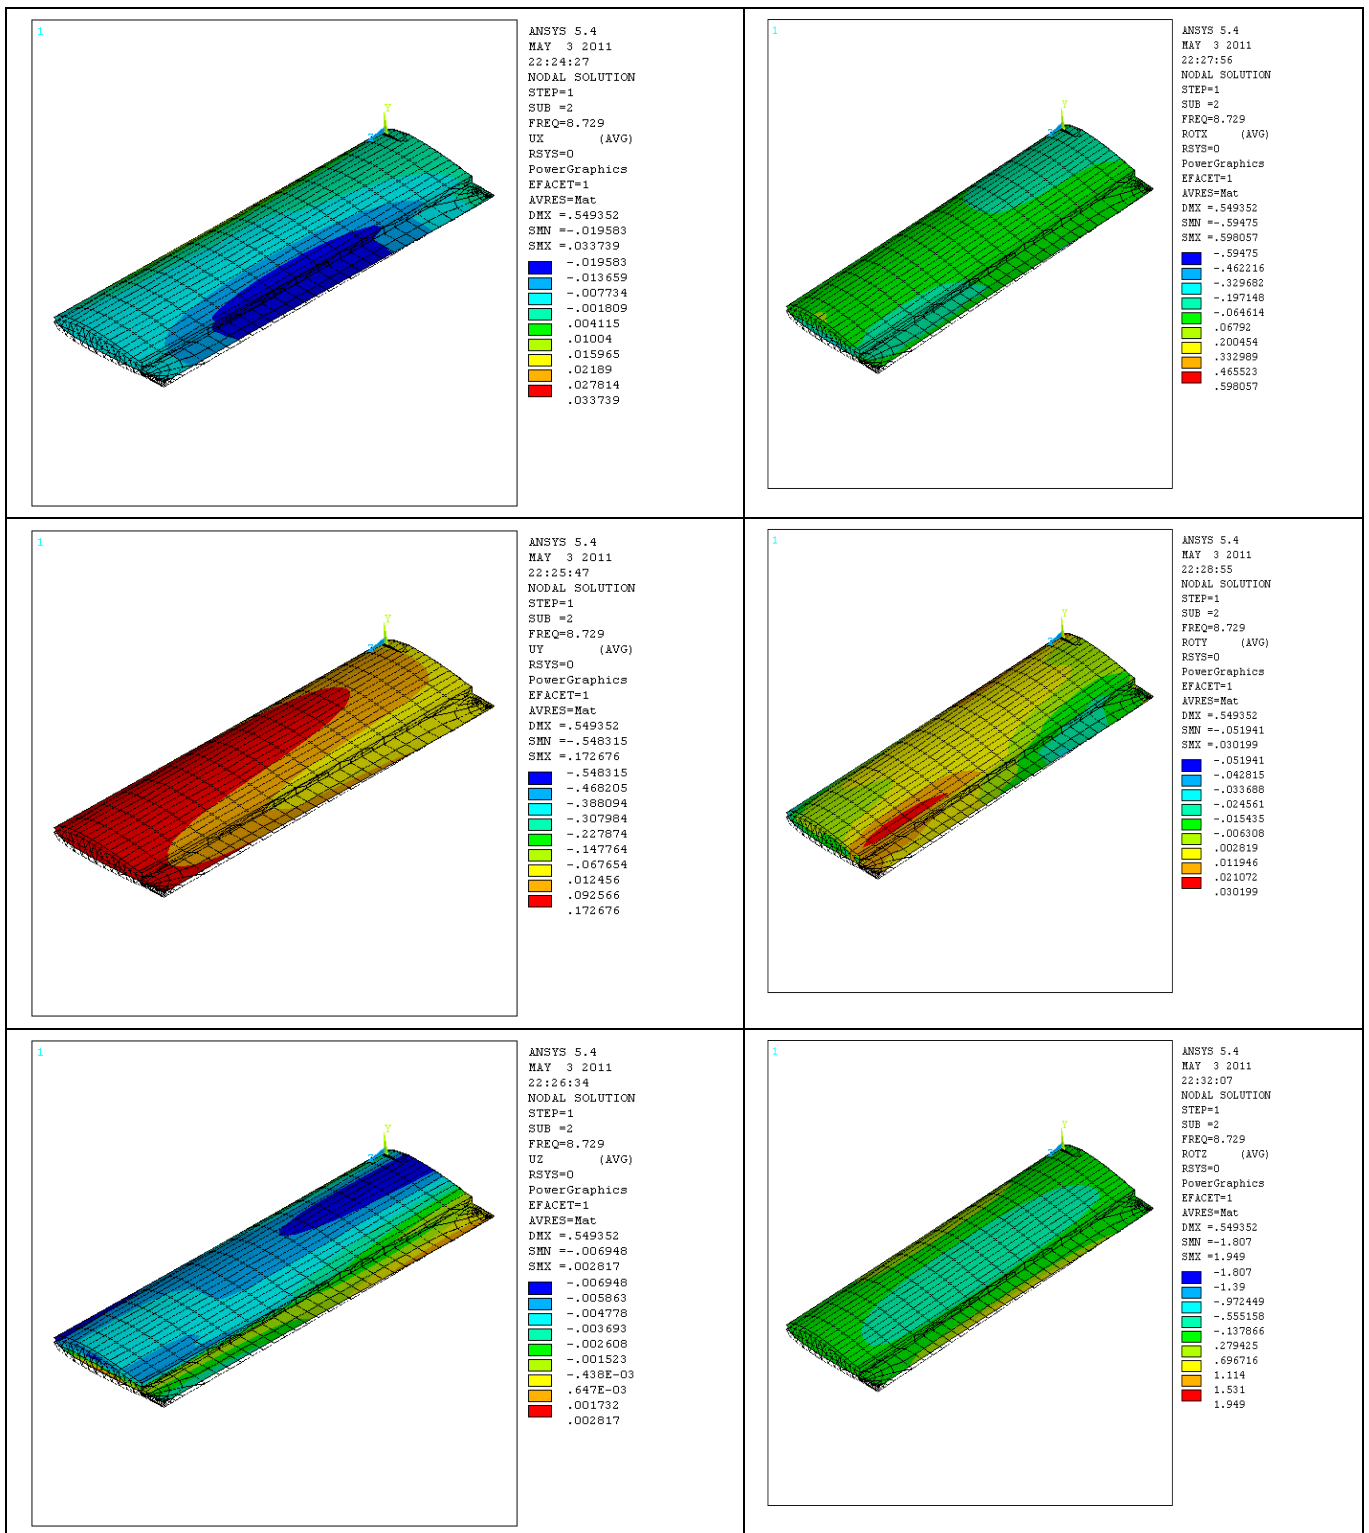 1
Y
Z
ANSYS 5.4
MAY 3 2011
22:24:27
NODAL SOLUTION
STEP=1
SUB =2
FREQ=8.729
UX (AVG)
RSYS=0
PowerGraphics
EFACET=1
AVRES=Mat
DMX =.549352
SMN =-.019583
SMX =.033739
-.019583
-.013659
-.007734
-.001809
.004115
.01004
.015965
.02189
.027814
.033739
1
Y
Z
ANSYS 5.4
MAY 3 2011
22:27:56
NODAL SOLUTION
STEP=1
SUB =2
FREQ=8.729
ROTX (AVG)
RSYS=0
PowerGraphics
EFACET=1
AVRES=Mat
DMX =.549352
SMN =-.59475
SMX =.598057
-.59475
-.462216
-.329682
-.197148
-.064614
.06792
.200454
.332989
.465523
.598057
1
Y
Z
ANSYS 5.4
MAY 3 2011
22:25:47
NODAL SOLUTION
STEP=1
SUB =2
FREQ=8.729
UY (AVG)
RSYS=0
PowerGraphics
EFACET=1
AVRES=Mat
DMX =.549352
SMN =-.548315
SMX =.172676
-.548315
-.468205
-.388094
-.307984
-.227874
-.147764
-.067654
.012456
.092566
.172676
1
Y
Z
ANSYS 5.4
MAY 3 2011
22:28:55
NODAL SOLUTION
STEP=1
SUB =2
FREQ=8.729
ROTY (AVG)
RSYS=0
PowerGraphics
EFACET=1
AVRES=Mat
DMX =.549352
SMN =-.051941
SMX =.030199
-.051941
-.042815
-.033688
-.024561
-.015435
-.006308
.002819
.011946
.021072
.030199
1
Y
Z
ANSYS 5.4
MAY 3 2011
22:26:34
NODAL SOLUTION
STEP=1
SUB =2
FREQ=8.729
UZ (AVG)
RSYS=0
PowerGraphics
EFACET=1
AVRES=Mat
DMX =.549352
SMN =-.006948
SMX =.002817
-.006948
-.005863
-.004778
-.003693
-.002608
-.001523
-.438E-03
.647E-03
.001732
.002817
1
Y
Z
ANSYS 5.4
MAY 3 2011
22:32:07
NODAL SOLUTION
STEP=1
SUB =2
FREQ=8.729
ROTZ (AVG)
RSYS=0
PowerGraphics
EFACET=1
AVRES=Mat
DMX =.549352
SMN =-1.807
SMX =1.949
-1.807
-1.39
-.972449
-.555158
-.137866
.279425
.696716
1.114
1.531
1.949